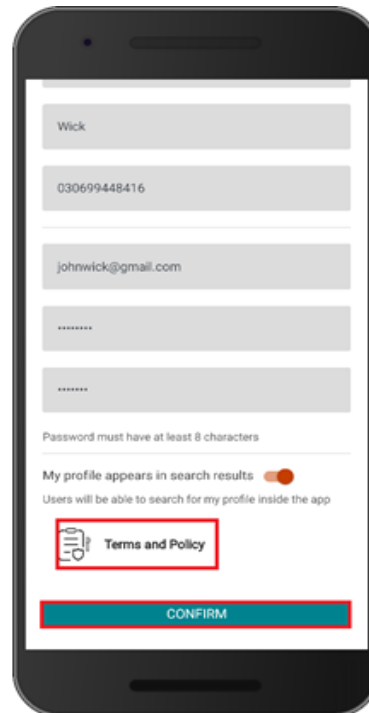 Wick
030699448416
johnwick@gmail.com
........
.......
Password must have at least 8 characters
My profile appears in search results
Users will be able to search for my profile inside the app
Terms and Policy
CONFIRM